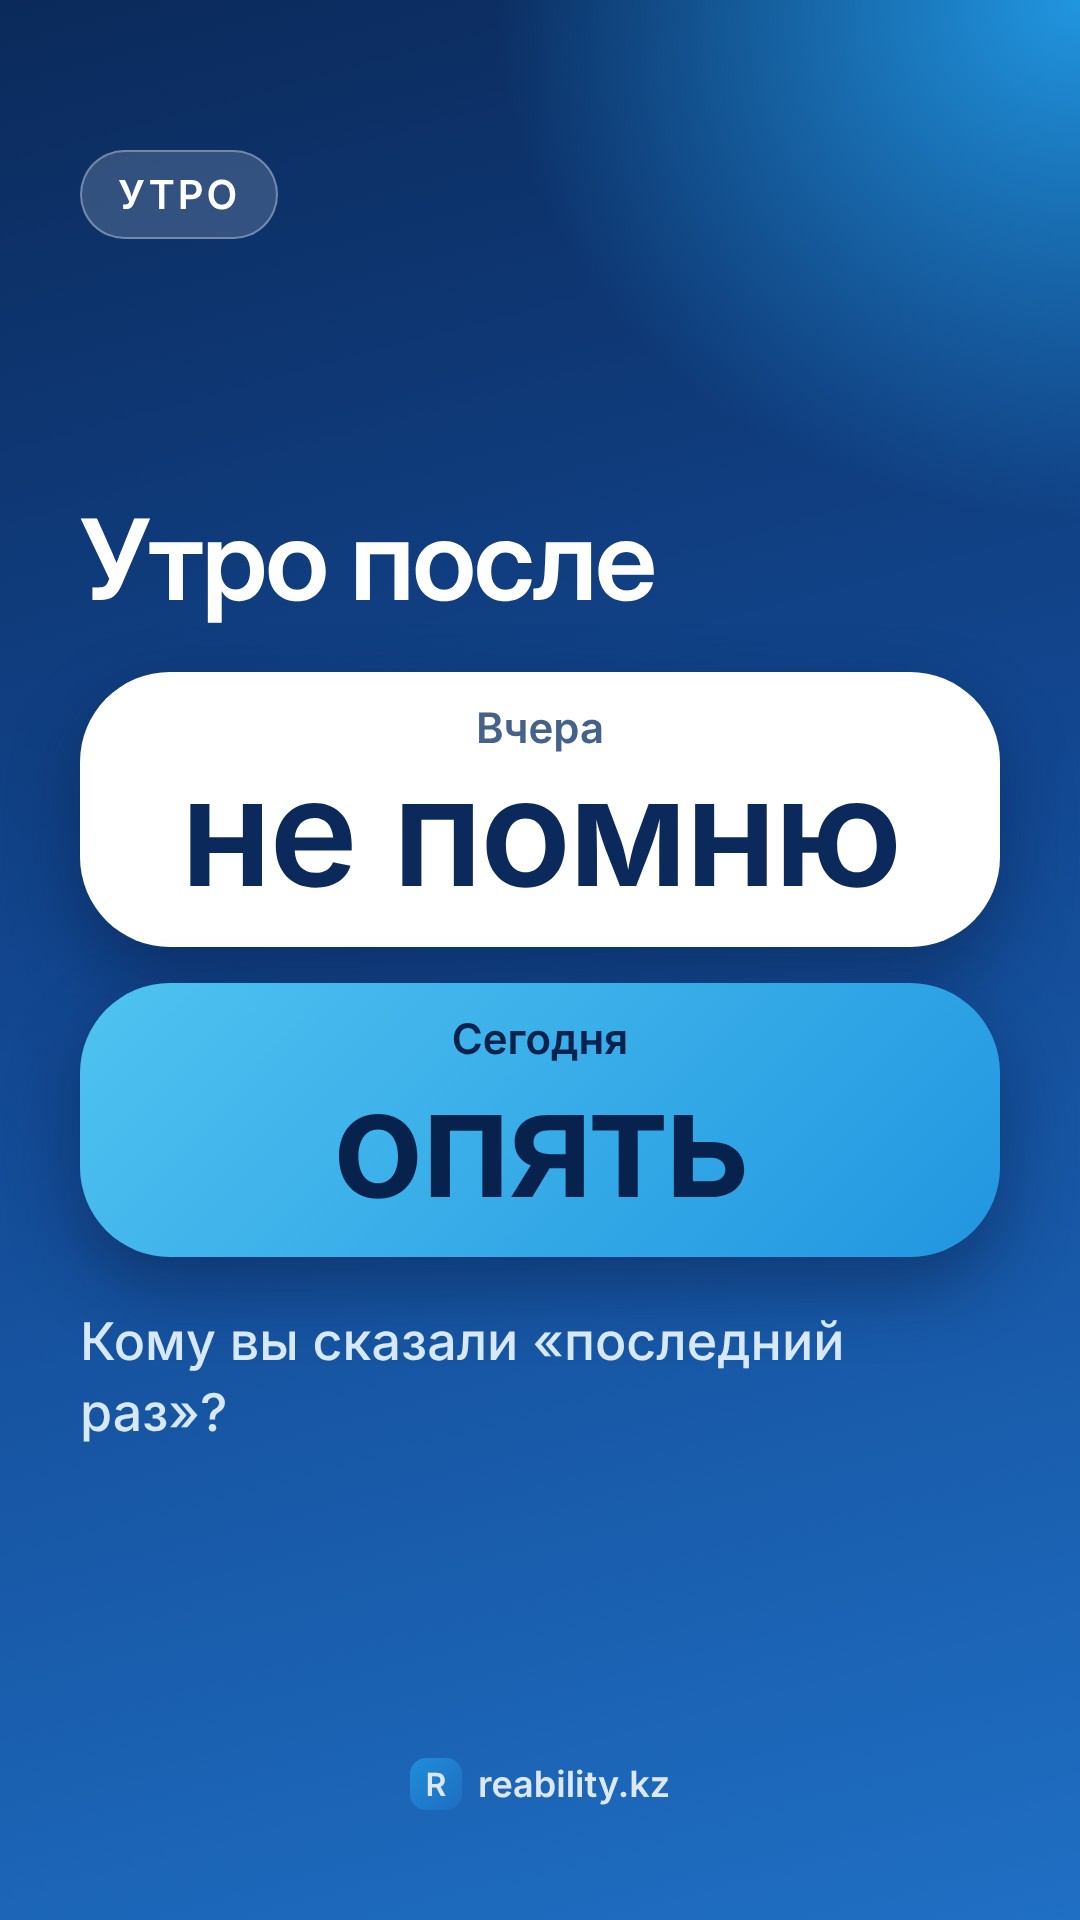 УТРО
Утро после
Вчера
не помню
Сегодня
опять
Кому вы сказали «последний
раз»?
R reability.kz